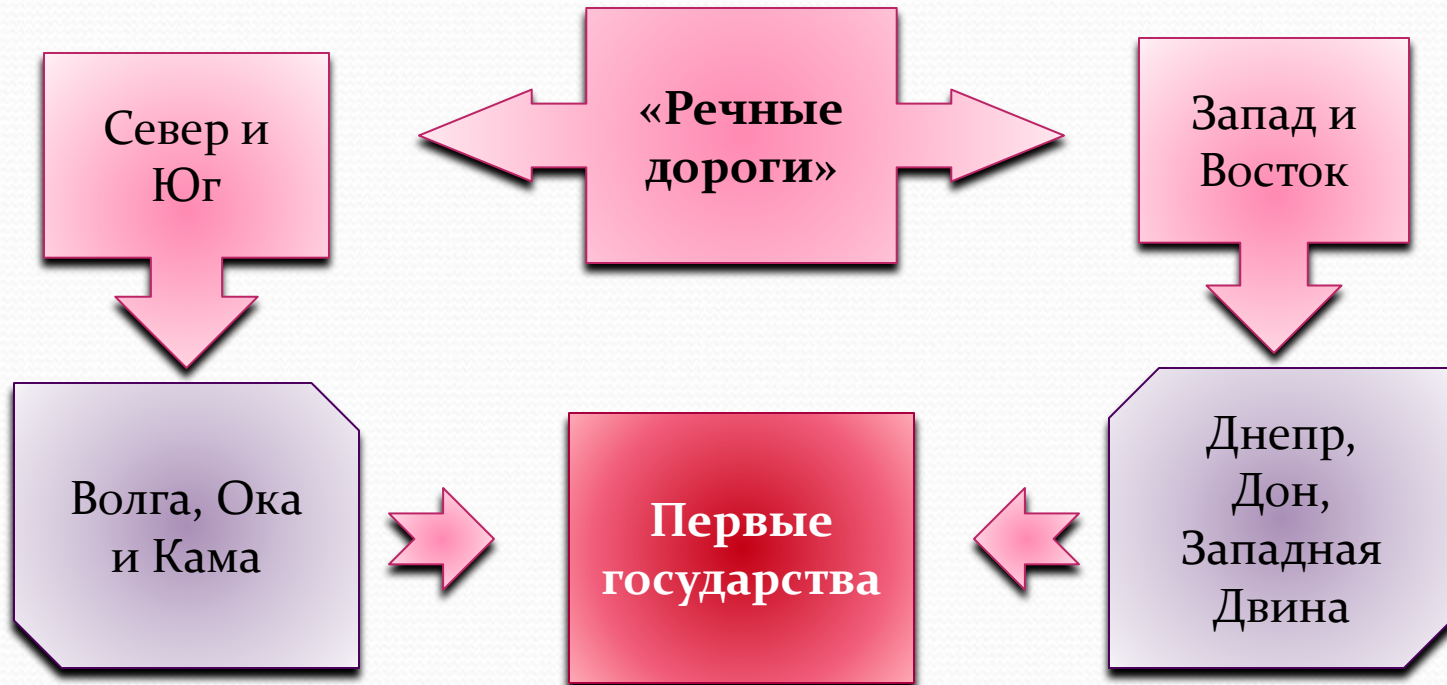 Север и
Юг
«Речные
дороги»
Запад и
Восток
Волга, Ока
и Кама
Первые
государства
Днепр,
Дон,
Западная
Двина